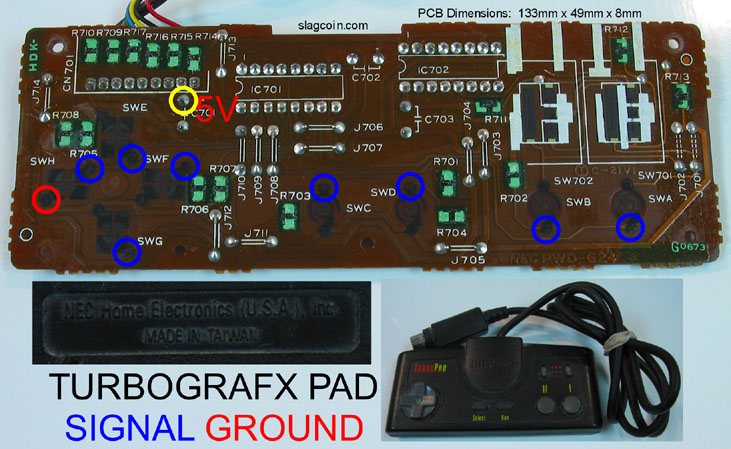 slagcoin.com
PCB Dimensions: 133mm x 49mm x 8mm
HDK-
R710 R709 R717 R716 R715 R714
J713
CN701
J714
SWE
5V
C701
IC701
C702
IC702
R712
R713
R708
R705
SWH
SWF
R707
R706
J712
J711
SWG
J706
J707
J710
J709
J708
R703
SWC
SWD
C703
J704
R711
J703
R701
R704
J705
R702
SW702
SWB
C-21V1
SW701
SWA
J702
J701
NEC PWD-624
G0673
NEC Home Electronics (U.S.A.) Inc.
MADE IN TAIWAN
TURBOGRAFX PAD
SIGNAL GROUND
TURBOPAD
II
I
Select
Run